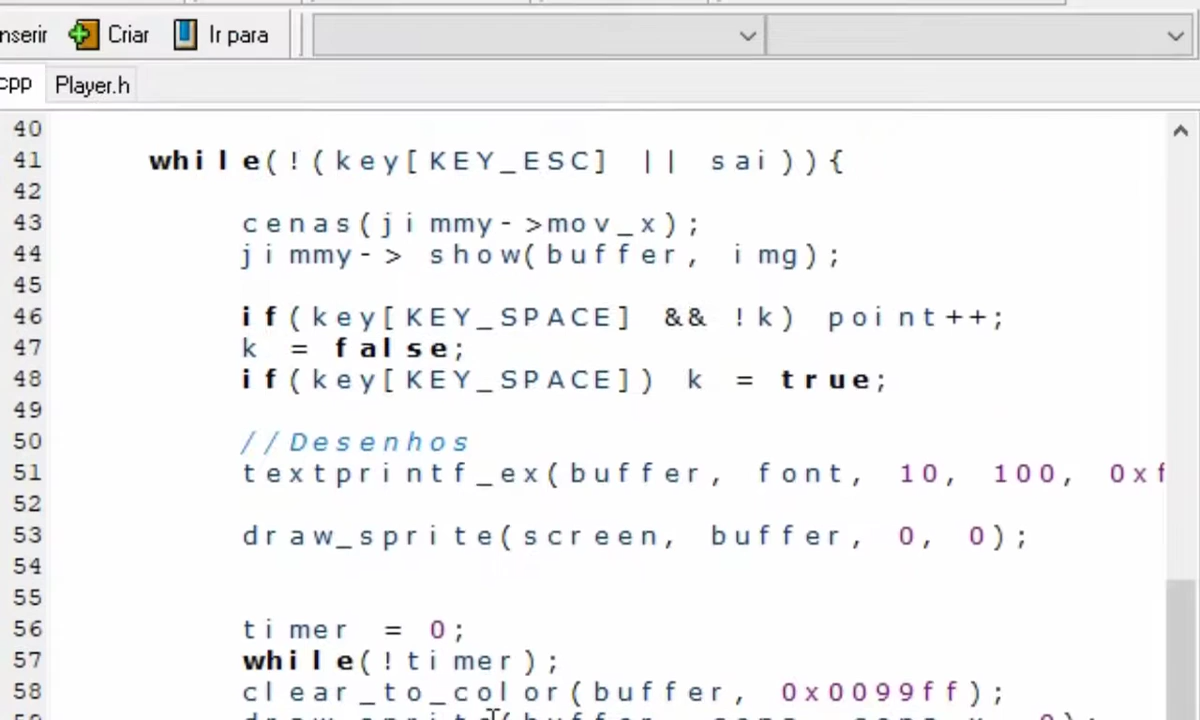 nserir Criar Ir para
cpp Player.h
40
41 while(!(key[KEY_ESC] || sai)){
42
43 cenas(jimmy->mov_x);
44 jimmy-> show(buffer, img);
45
46 if(key[KEY_SPACE] && !k) point++;
47 k = false;
48 if(key[KEY_SPACE]) k = true;
49
50 //Desenhos
51 textprintf_ex(buffer, font, 10, 100, 0xf
52
53 draw_sprite(screen, buffer, 0, 0);
54
55
56 timer = 0;
57 while(!timer);
58 clear_to_color(buffer, 0x0099ff);